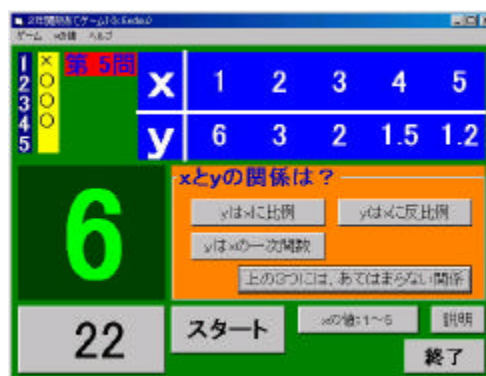 ゲーム xの値 ヘルプ
第 5問
1 ×
2 ○
3 ○
4 ○
5
x 1 2 3 4 5
y 6 3 2 1.5 1.2
xとyの関係は？
yはxに比例 yはxに反比例
yはxの一次関数
上の3つには、あてはまらない関係
6
22
スタート
xの値:1～5 説明
終了